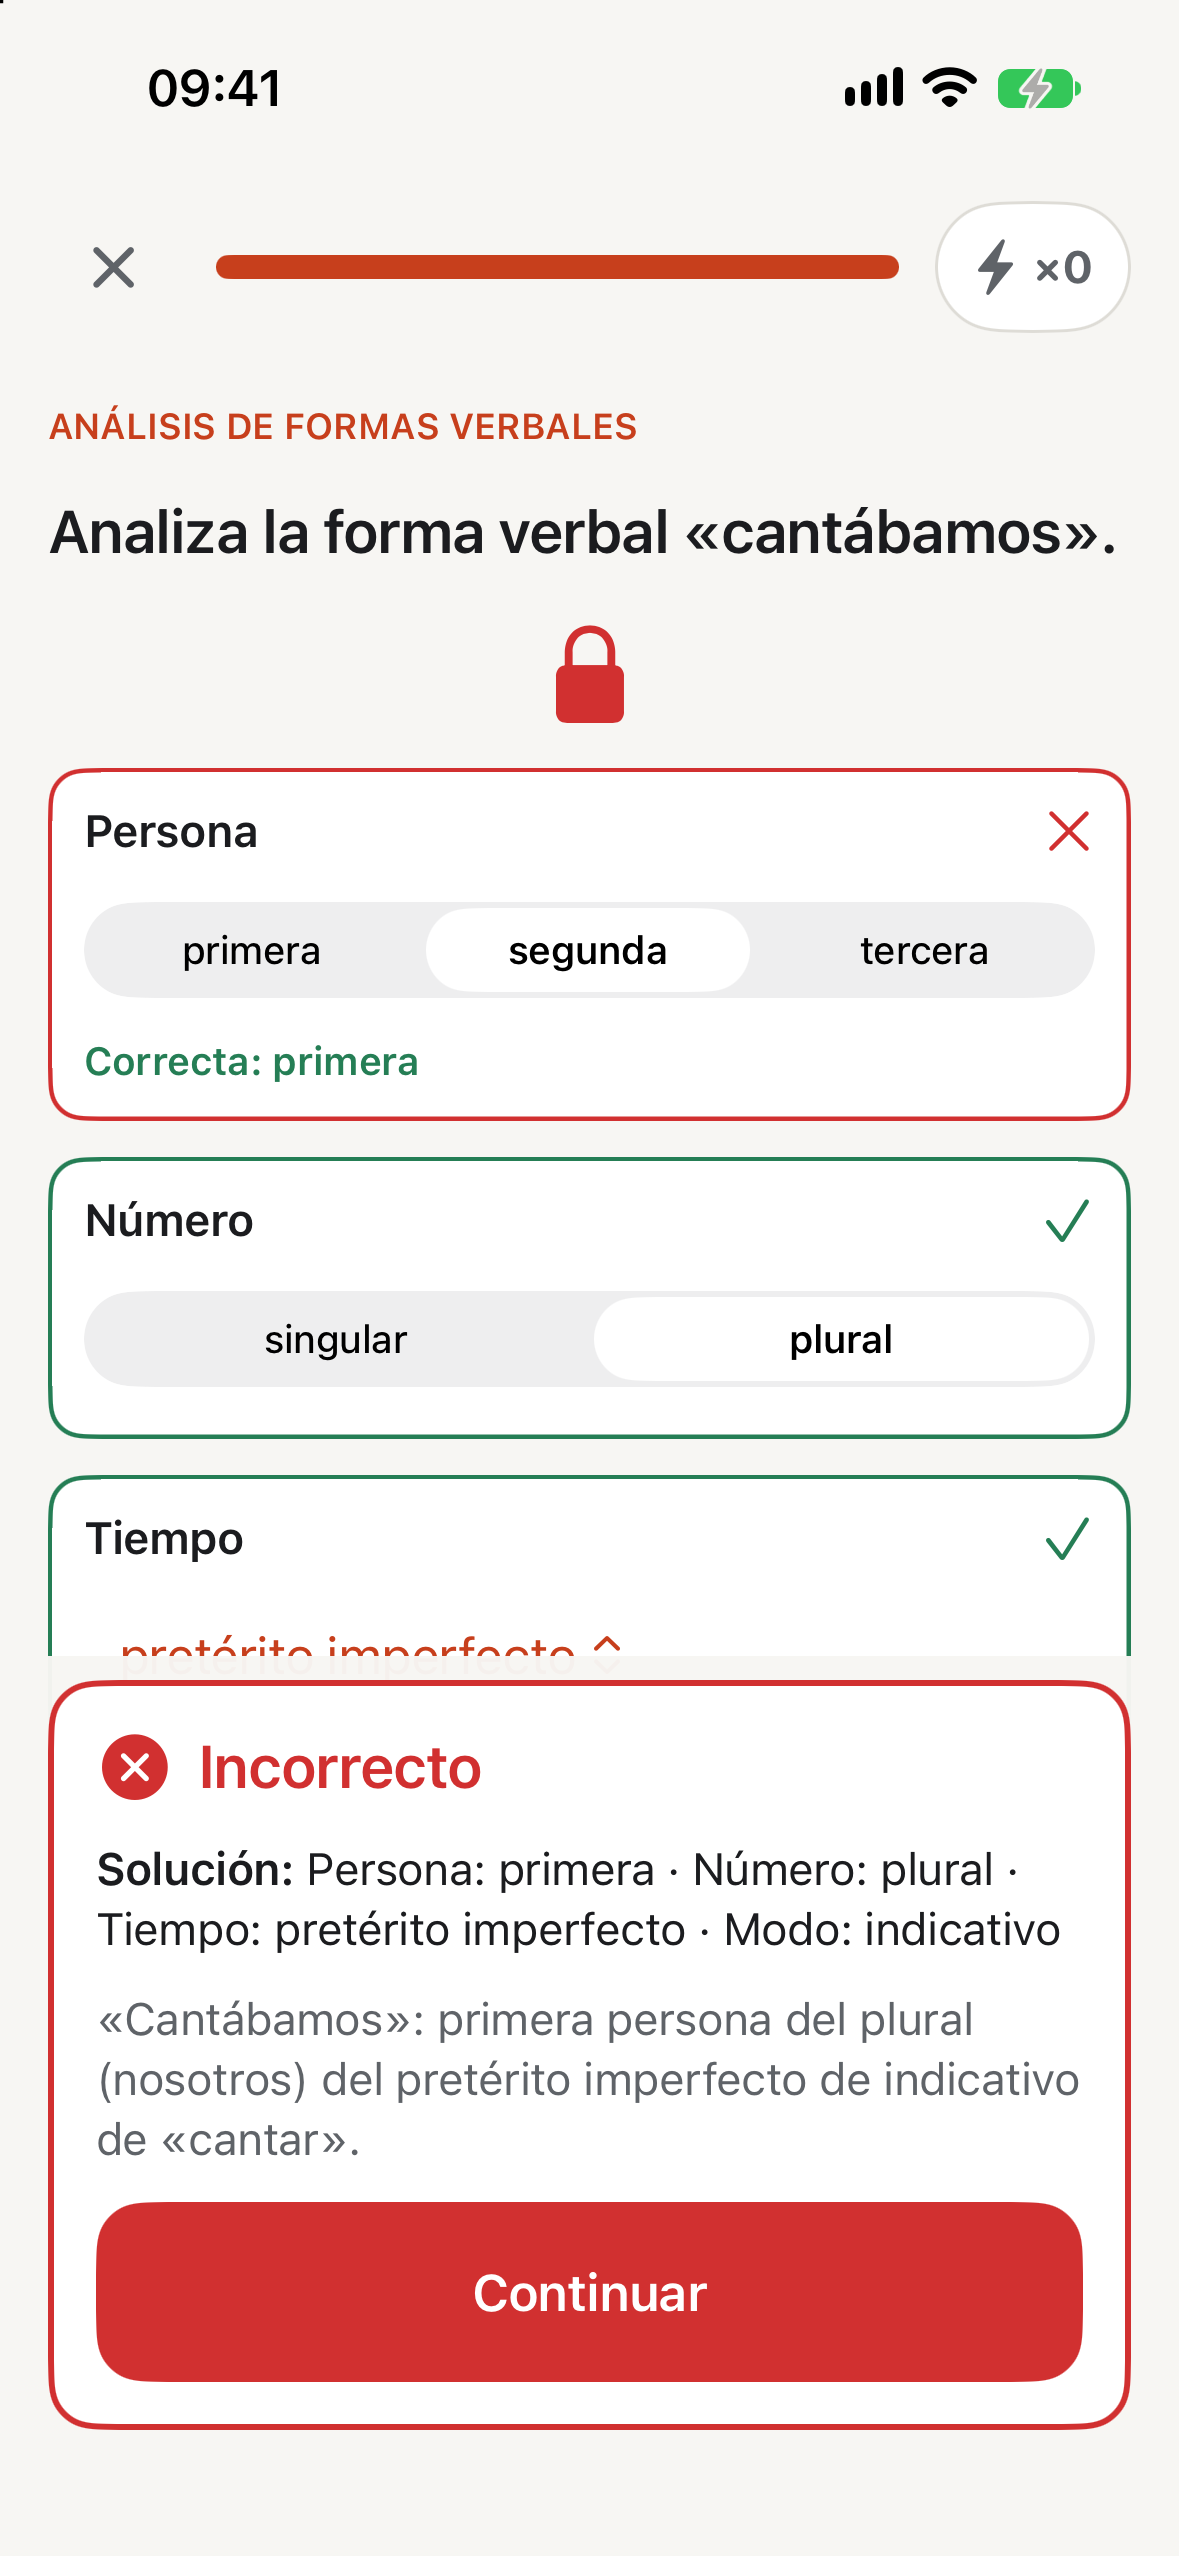 09:41
×0
ANÁLISIS DE FORMAS VERBALES
Analiza la forma verbal «cantábamos».
Persona
primera segunda tercera
Correcta: primera
Número
singular plural
Tiempo
pretérito imperfecto
Incorrecto
Solución: Persona: primera · Número: plural ·
Tiempo: pretérito imperfecto · Modo: indicativo
«Cantábamos»: primera persona del plural
(nosotros) del pretérito imperfecto de indicativo
de «cantar».
Continuar